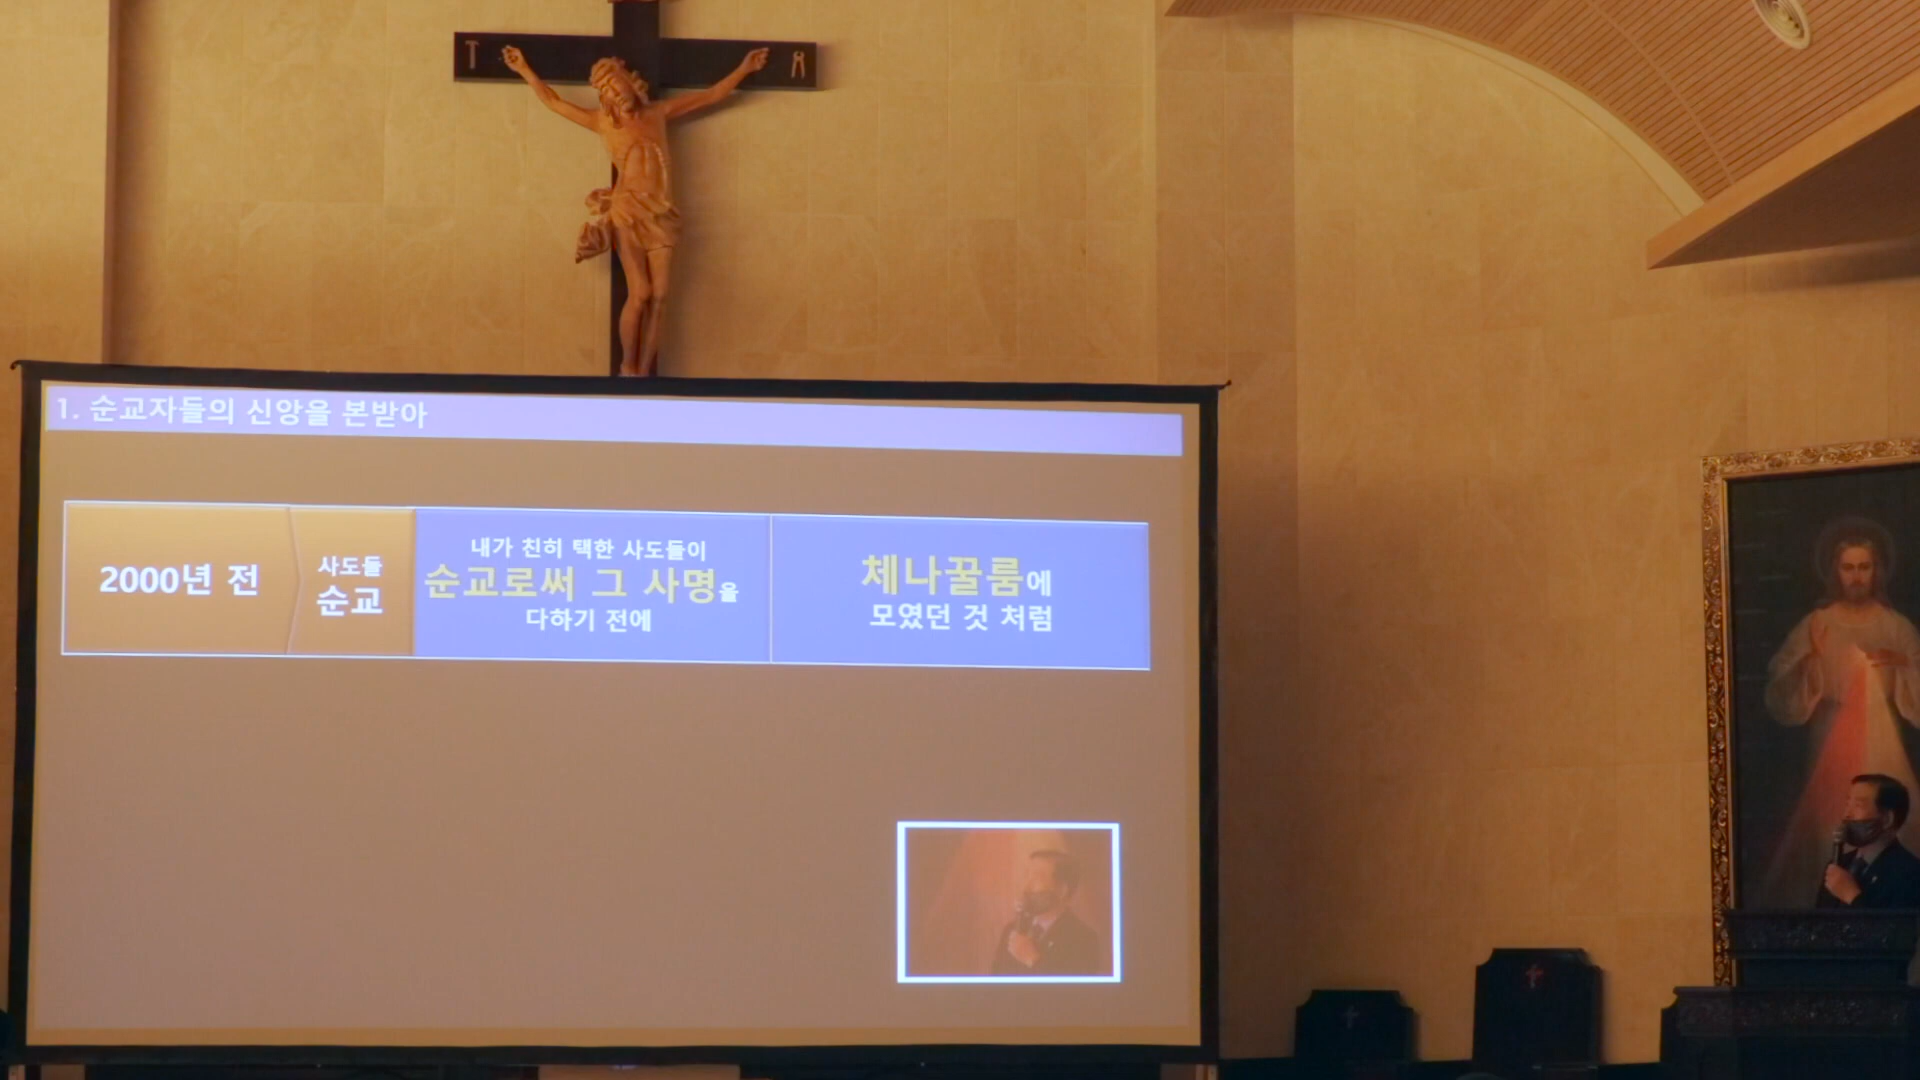 1. 순교자들의 신앙을 본받아
2000년 전
사도들
순교
내가 친히 택한 사도들이
순교로써 그 사명을
다하기 전에
체나꿀룸에
모였던 것 처럼